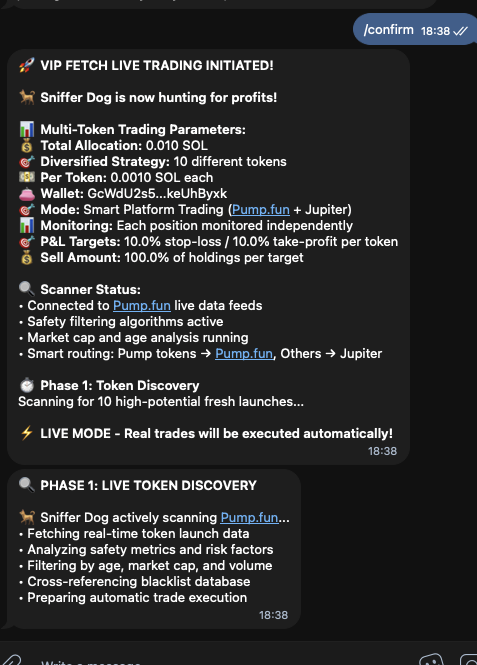 /confirm 18:38
🚀 VIP FETCH LIVE TRADING INITIATED!
🐕 Sniffer Dog is now hunting for profits!
📊 Multi-Token Trading Parameters:
💰 Total Allocation: 0.010 SOL
🎯 Diversified Strategy: 10 different tokens
💵 Per Token: 0.0010 SOL each
👛 Wallet: GcWdU2s5...keUhByxk
🎯 Mode: Smart Platform Trading (Pump.fun + Jupiter)
📊 Monitoring: Each position monitored independently
🎯 P&L Targets: 10.0% stop-loss / 10.0% take-profit per token
💰 Sell Amount: 100.0% of holdings per target
🔍 Scanner Status:
• Connected to Pump.fun live data feeds
• Safety filtering algorithms active
• Market cap and age analysis running
• Smart routing: Pump tokens → Pump.fun, Others → Jupiter
⏱️ Phase 1: Token Discovery
Scanning for 10 high-potential fresh launches...
⚡ LIVE MODE - Real trades will be executed automatically!
18:38
🔍 PHASE 1: LIVE TOKEN DISCOVERY
🐕 Sniffer Dog actively scanning Pump.fun...
• Fetching real-time token launch data
• Analyzing safety metrics and risk factors
• Filtering by age, market cap, and volume
• Cross-referencing blacklist database
• Preparing automatic trade execution
18:38
Write a message...